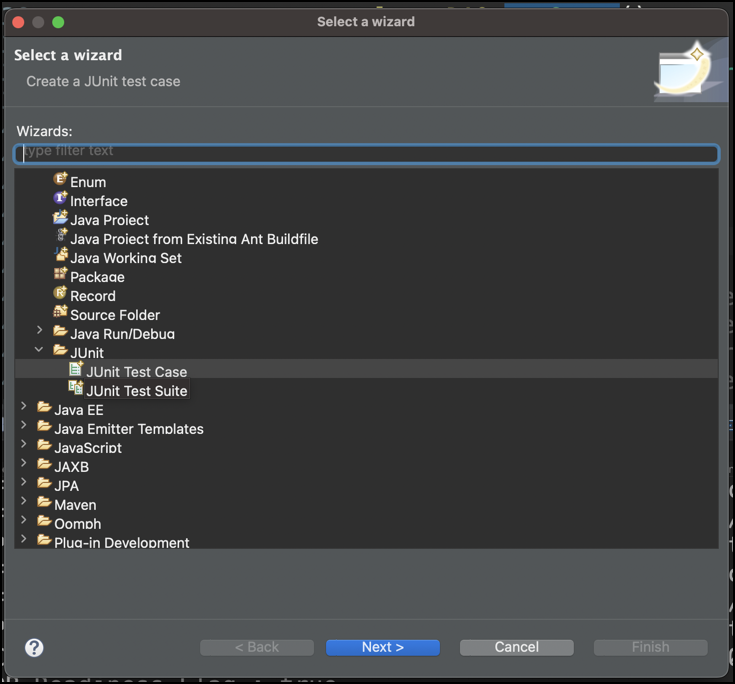 Select a wizard
Select a wizard
Create a JUnit test case
Wizards:
type filter text
Enum
Interface
Java Project
Java Project from Existing Ant Buildfile
Java Working Set
Package
Record
Source Folder
Java Run/Debug
JUnit
JUnit Test Case
JUnit Test Suite
Java EE
Java Emitter Templates
JavaScript
JAXB
JPA
Maven
Oomph
Plug-in Development
< Back
Next >
Cancel
Finish